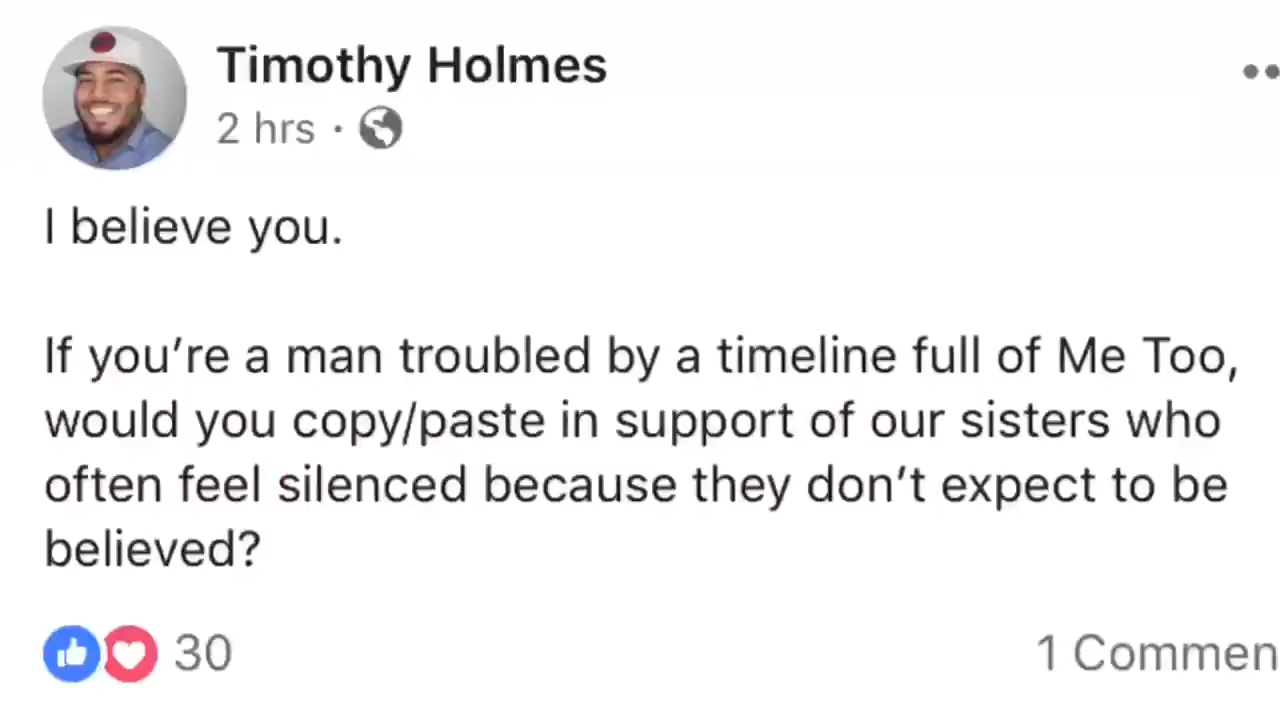 Timothy Holmes
2 hrs ·
I believe you.
If you’re a man troubled by a timeline full of Me Too,
would you copy/paste in support of our sisters who
often feel silenced because they don’t expect to be
believed?
30
1 Commen